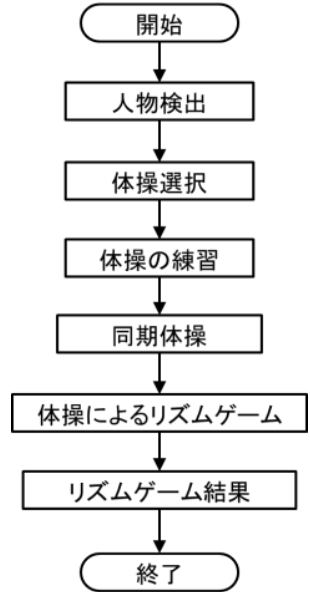 開始
人物検出
体操選択
体操の練習
同期体操
体操によるリズムゲーム
リズムゲーム結果
終了